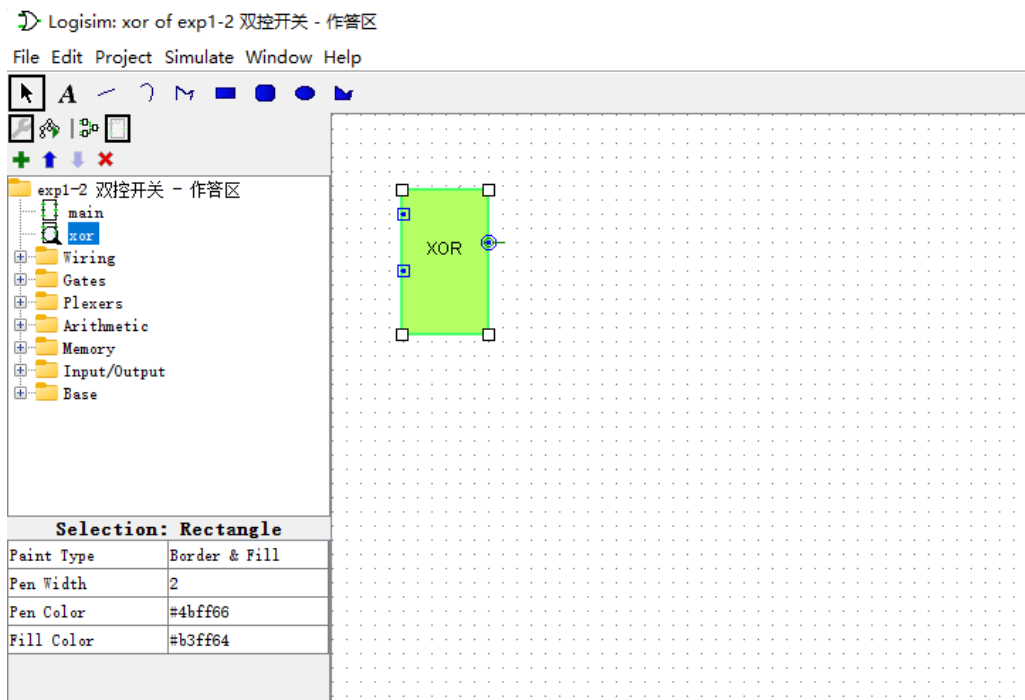 Logisim: xor of exp1-2 双控开关 - 作答区
File Edit Project Simulate Window Help
A
exp1-2 双控开关 - 作答区
main
xor
Wiring
Gates
Plexers
Arithmetic
Memory
Input/Output
Base
XOR
Selection: Rectangle
Paint Type Border & Fill
Pen Width 2
Pen Color #4bff66
Fill Color #b3ff64